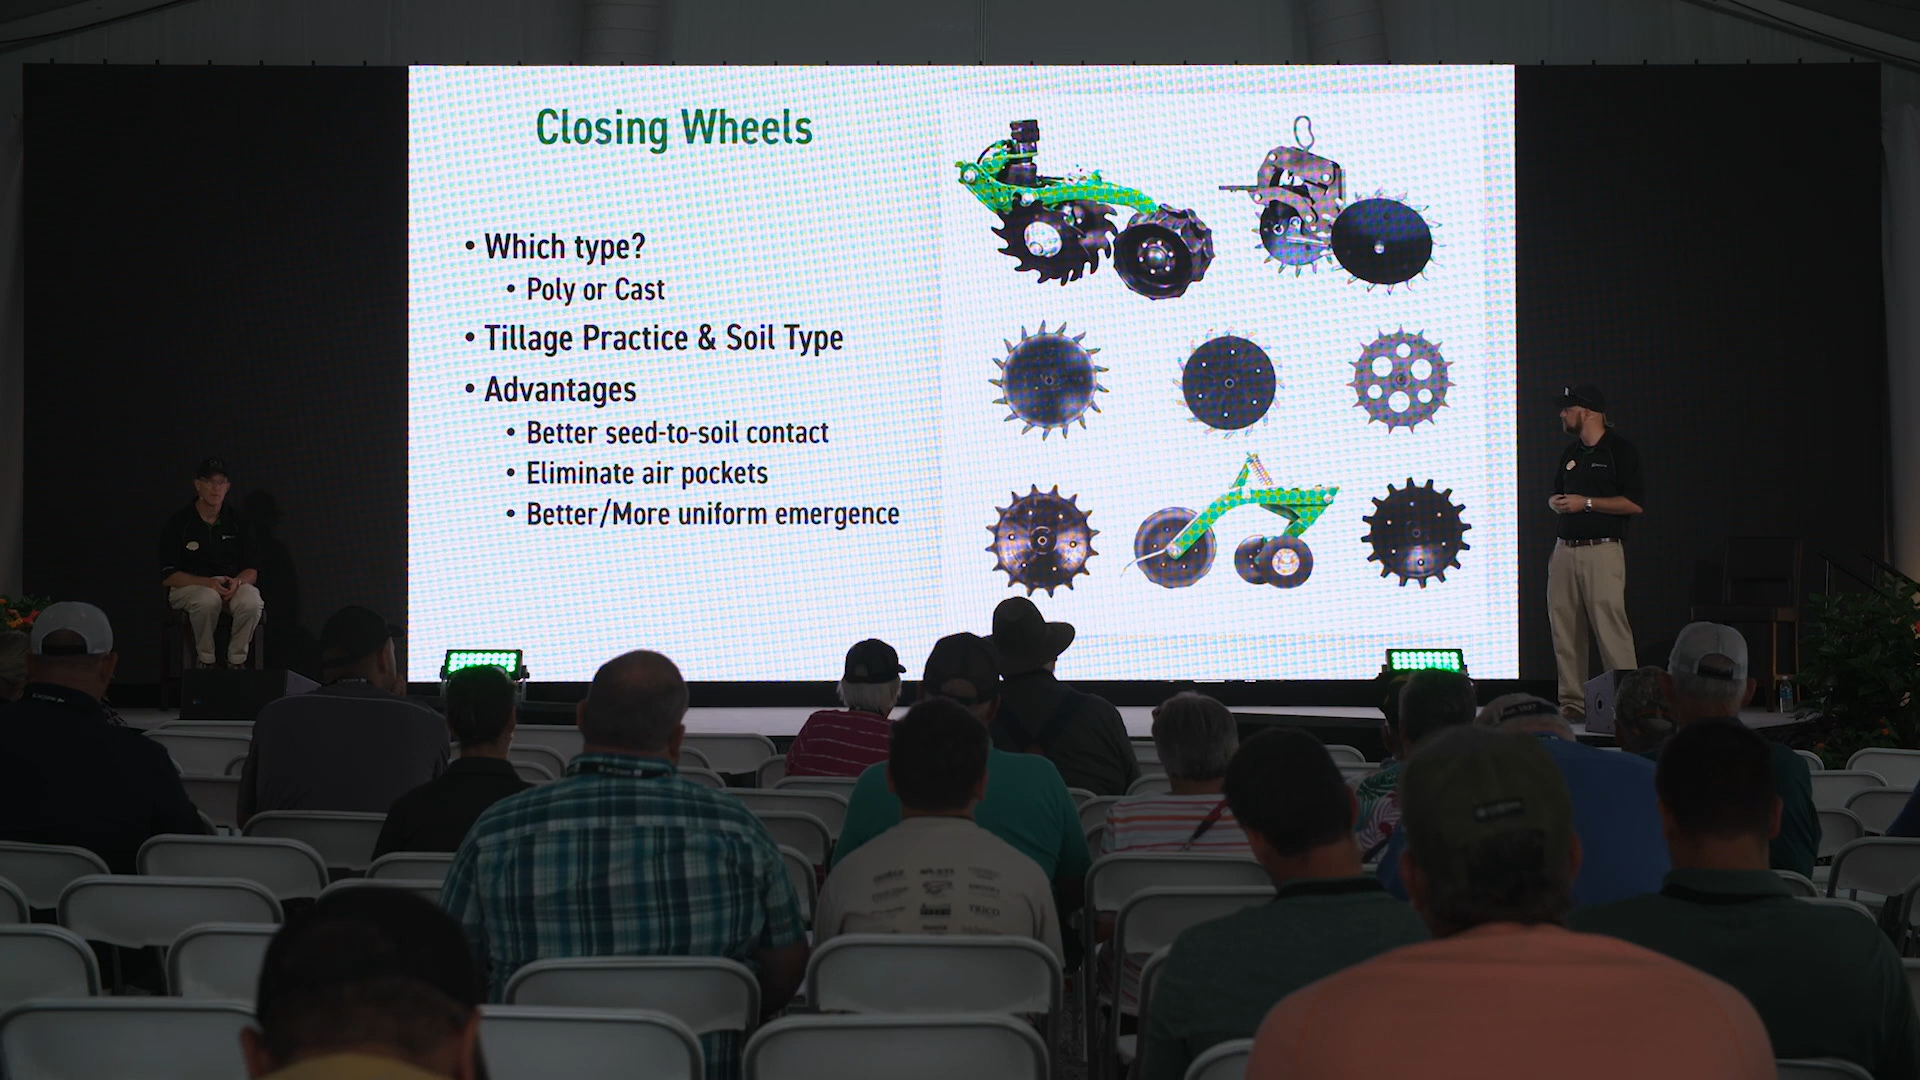 Closing Wheels
• Which type?
• Poly or Cast
• Tillage Practice & Soil Type
• Advantages
• Better seed-to-soil contact
• Eliminate air pockets
• Better/More uniform emergence